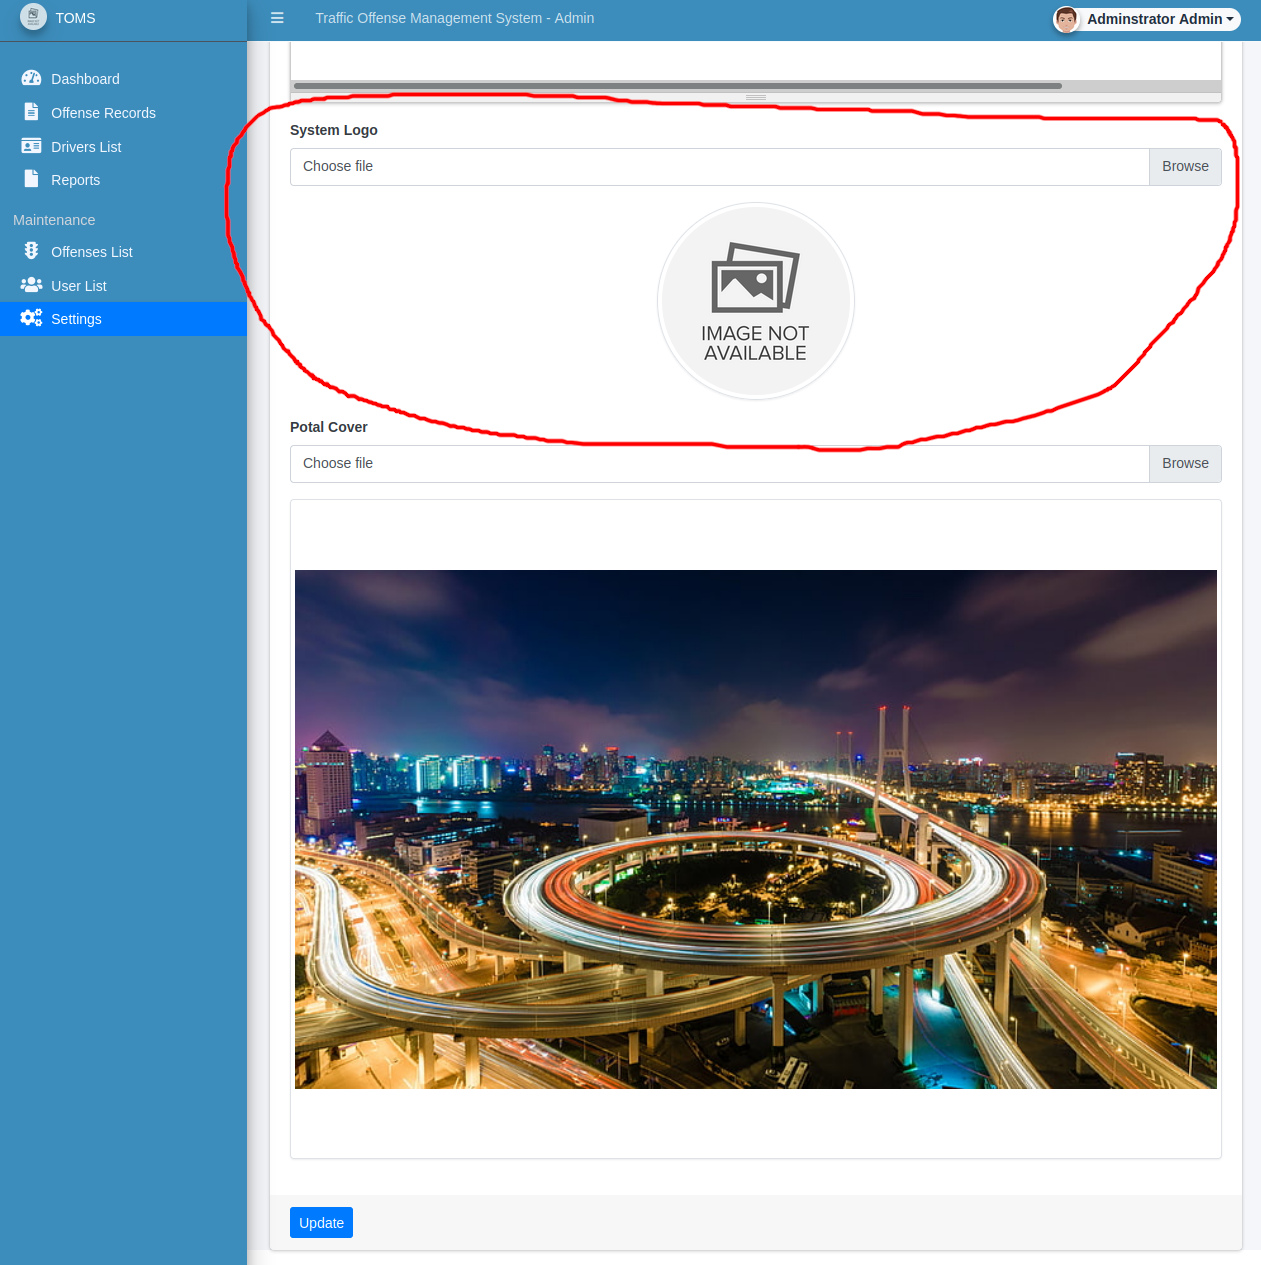 TOMS
Traffic Offense Management System - Admin
Adminstrator Admin
Dashboard
Offense Records
Drivers List
Reports
Maintenance
Offenses List
User List
Settings
System Logo
Choose file
Browse
IMAGE NOT
AVAILABLE
Potal Cover
Choose file
Browse
Update